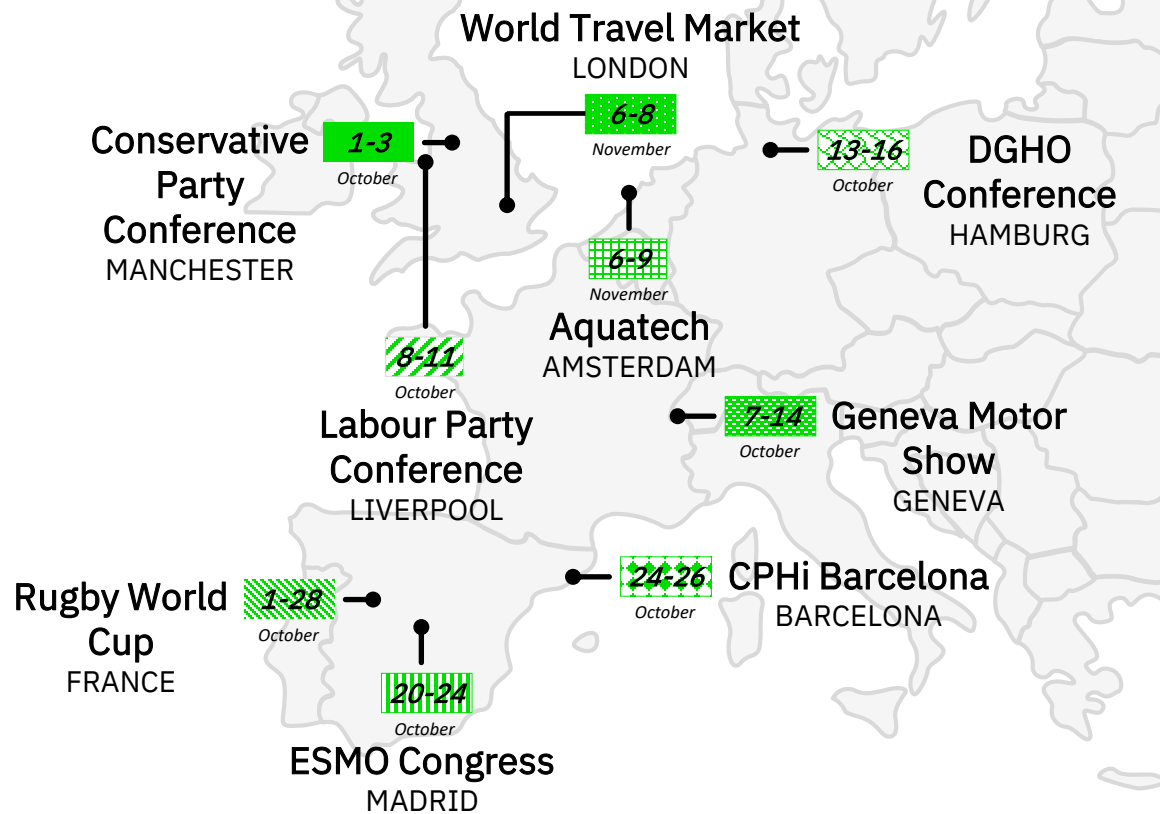 World Travel Market
LONDON
6-8
November
Conservative
Party
Conference
MANCHESTER
1-3
October
13-16
October
DGHO
Conference
HAMBURG
6-9
November
Aquatech
AMSTERDAM
8-11
October
Labour Party
Conference
LIVERPOOL
7-14
October
Geneva Motor
Show
GENEVA
Rugby World
Cup
FRANCE
1-28
October
24-26
October
CPHi Barcelona
BARCELONA
20-24
October
ESMO Congress
MADRID